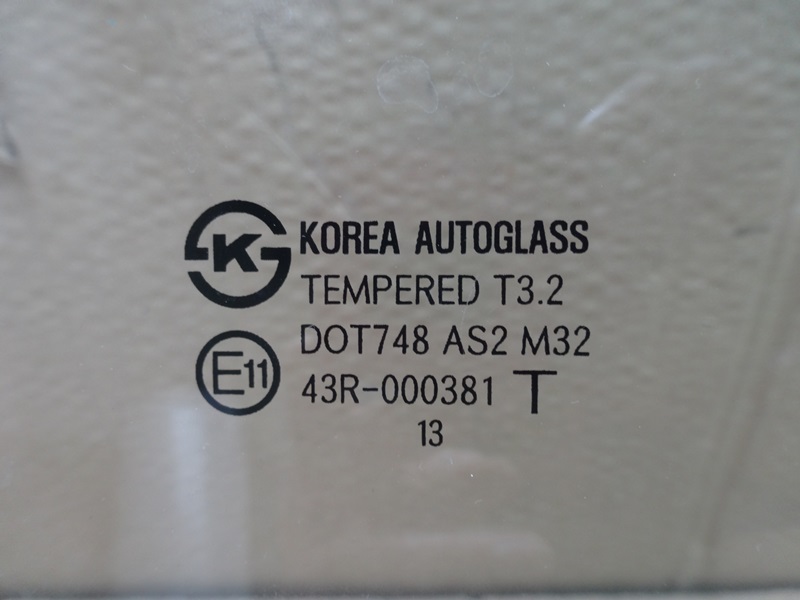 K KOREA AUTOGLASS
TEMPERED T3.2
DOT748 AS2 M32
E11 43R-000381 T
13